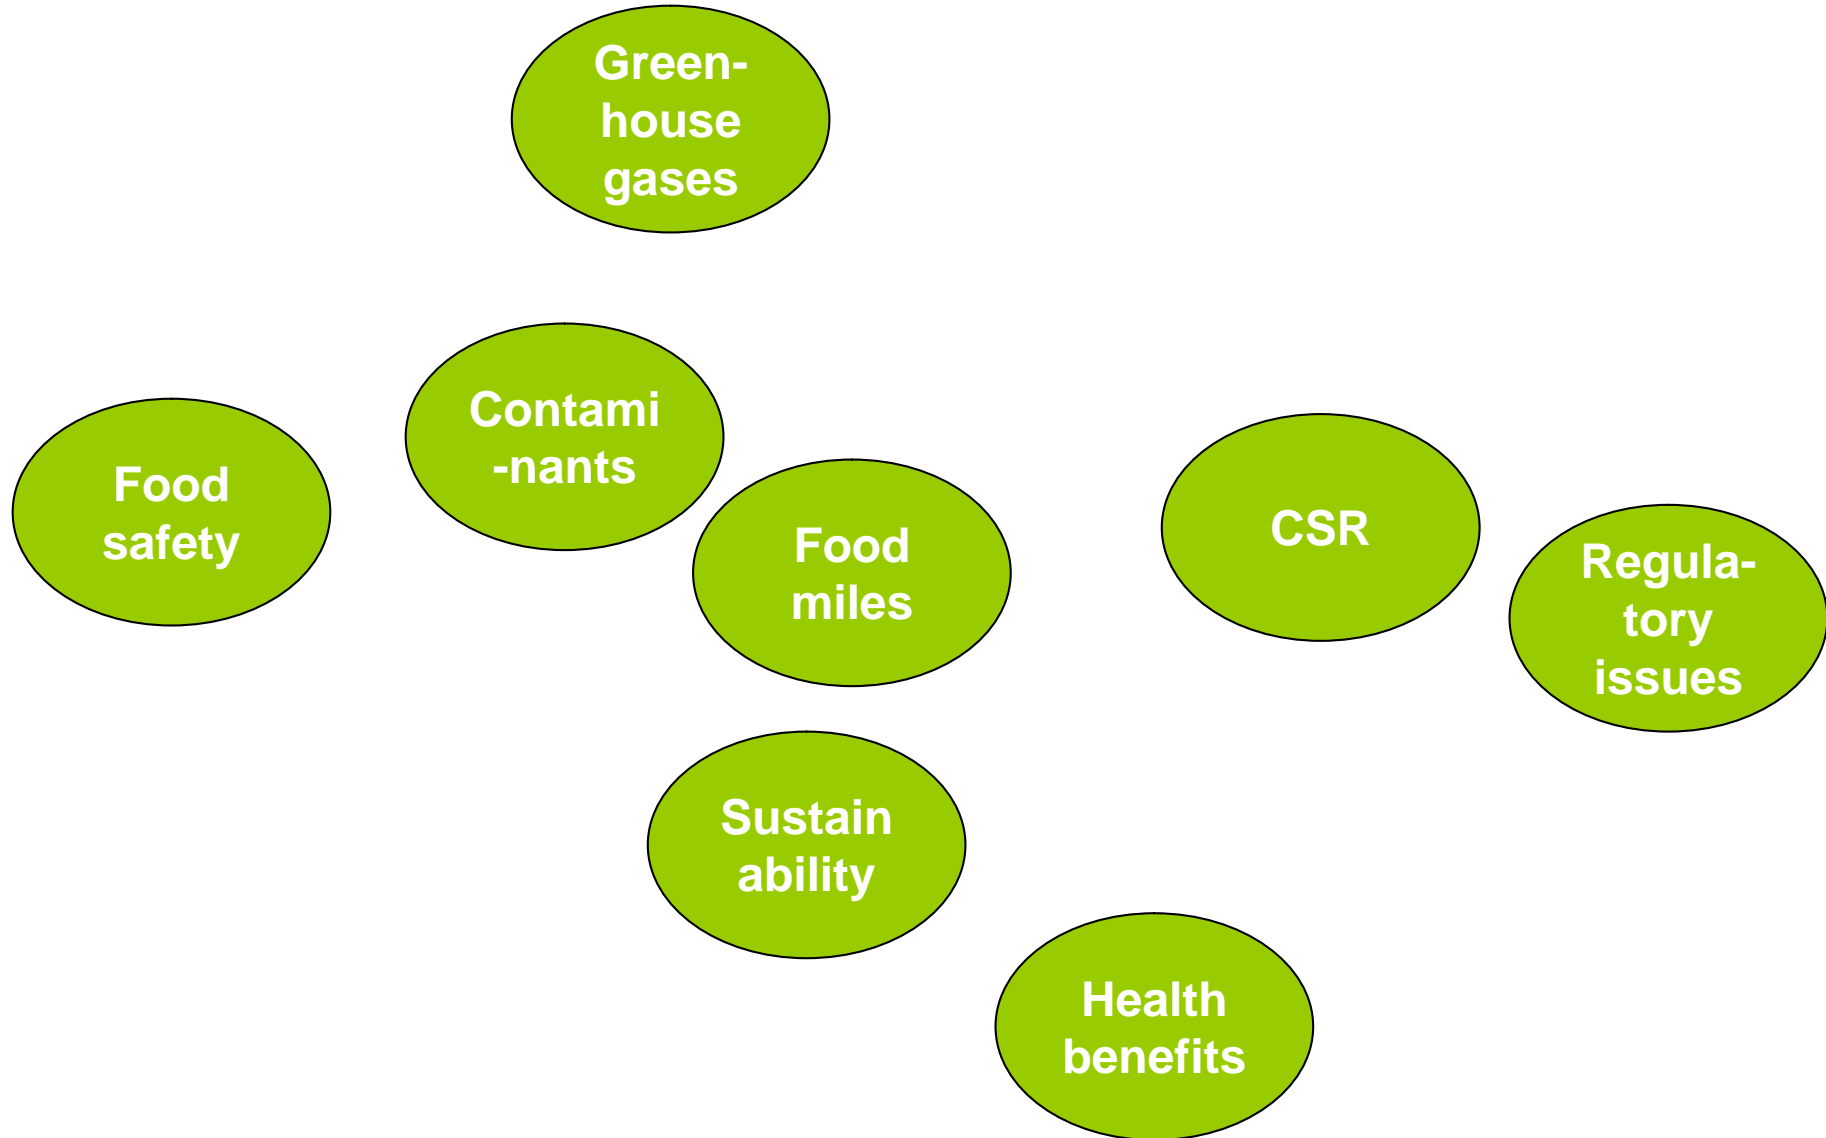 Green-
house
gases
Contami
-nants
Food
safety
Food
miles
CSR
Regula-
tory
issues
Sustain
ability
Health
benefits